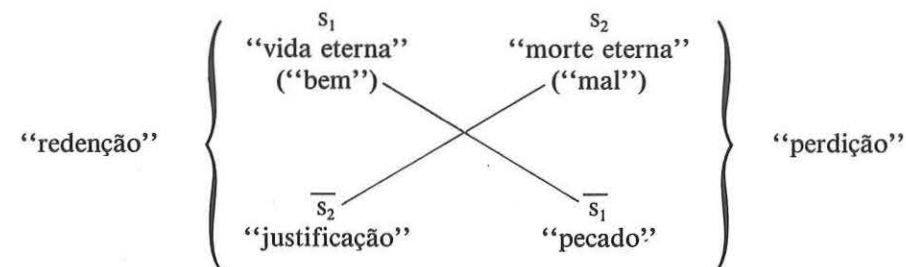 s₁ s₂
“vida eterna” “morte eterna”
(“bem”) (“mal”)
“redenção” “perdição”
s̅₂ s̅₁
“justificação” “pecado”